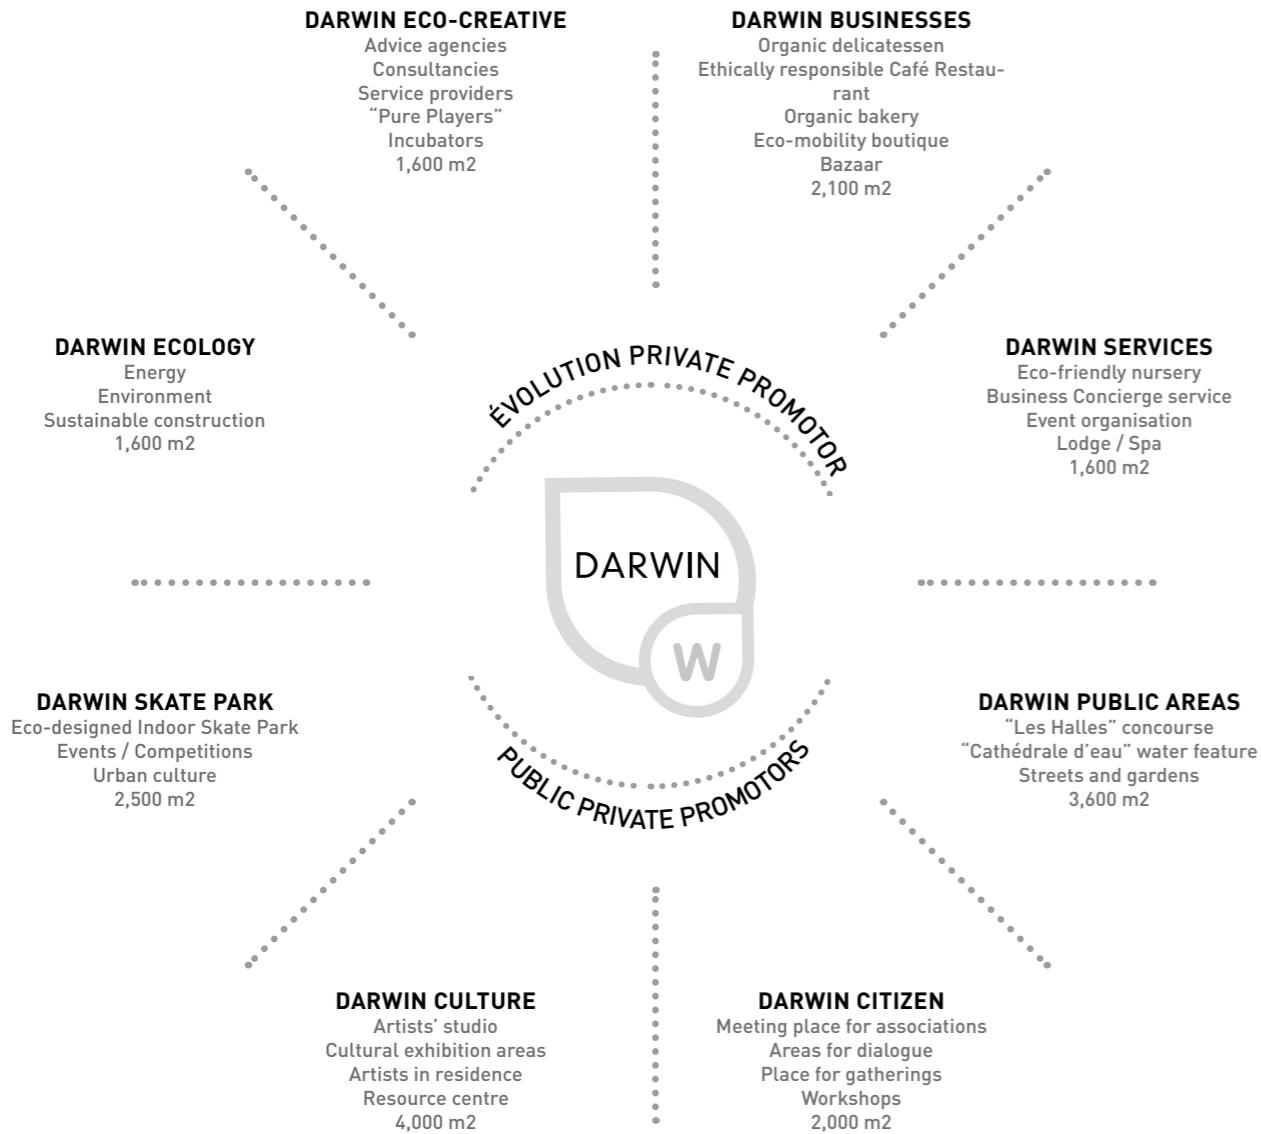 DARWIN ECO-CREATIVE
Advice agencies
Consultancies
Service providers
“Pure Players”
Incubators
1,600 m2
DARWIN BUSINESSES
Organic delicatessen
Ethically responsible Café Restau-
rant
Organic bakery
Eco-mobility boutique
Bazaar
2,100 m2
DARWIN ECOLOGY
Energy
Environment
Sustainable construction
1,600 m2
ÉVOLUTION PRIVATE PROMOTOR
DARWIN SERVICES
Eco-friendly nursery
Business Concierge service
Event organisation
Lodge / Spa
1,600 m2
DARWIN
W
DARWIN SKATE PARK
Eco-designed Indoor Skate Park
Events / Competitions
Urban culture
2,500 m2
PUBLIC PRIVATE PROMOTORS
DARWIN PUBLIC AREAS
“Les Halles” concourse
“Cathédrale d’eau” water feature
Streets and gardens
3,600 m2
DARWIN CULTURE
Artists’ studio
Cultural exhibition areas
Artists in residence
Resource centre
4,000 m2
DARWIN CITIZEN
Meeting place for associations
Areas for dialogue
Place for gatherings
Workshops
2,000 m2